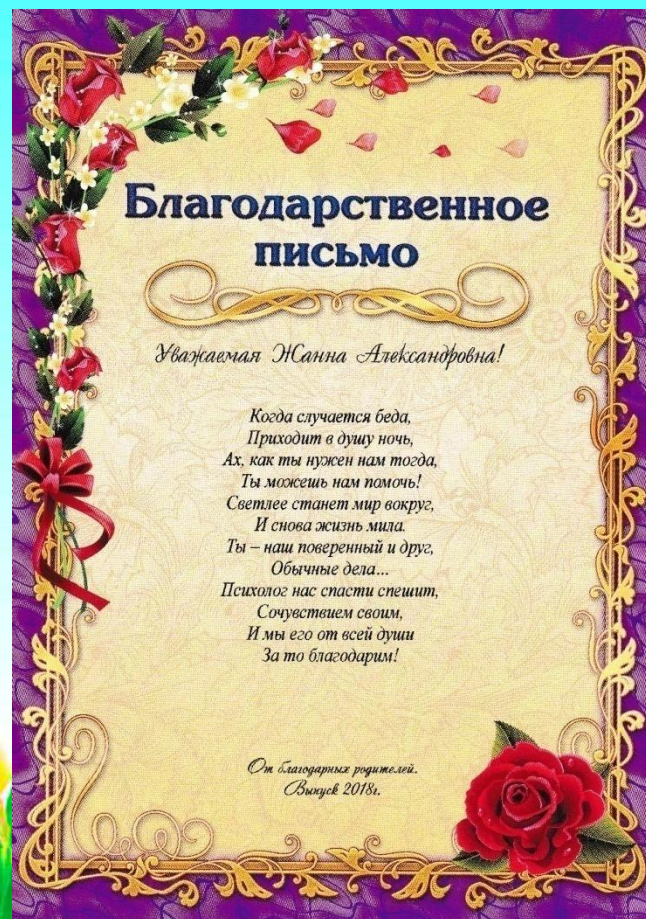 Благодарственное
письмо
Уважаемая Жанна Александровна!
Когда случается беда,
Приходит в душу ночь,
Ах, как ты нужен нам тогда,
Ты можешь нам помочь!
Светлее станет мир вокруг,
И снова жизнь мила.
Ты – наш поверенный и друг,
Обычные дела...
Психолог нас спасти спешит,
Сочувствием своим,
И мы его от всей души
За то благодарим!
От благодарных родителей.
Выпуск 2018г.